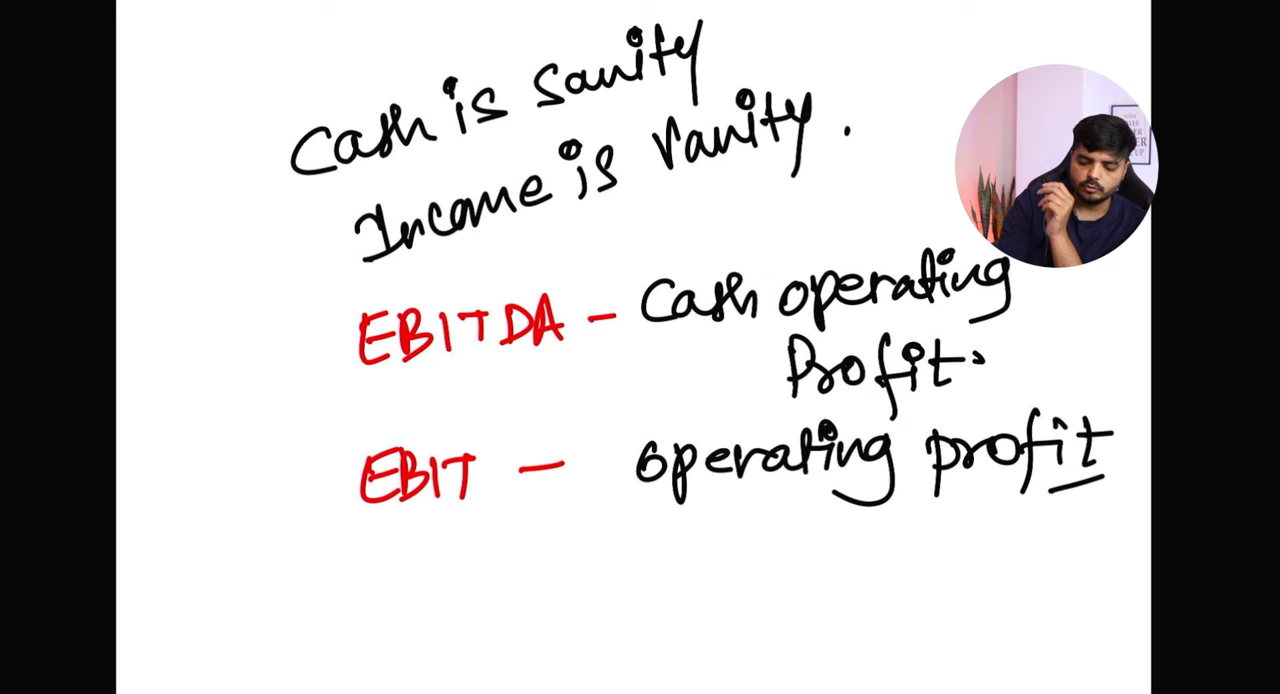 Cash is sanity
Income is vanity.
EBITDA - Cash operating
Profit.
EBIT - operating profit